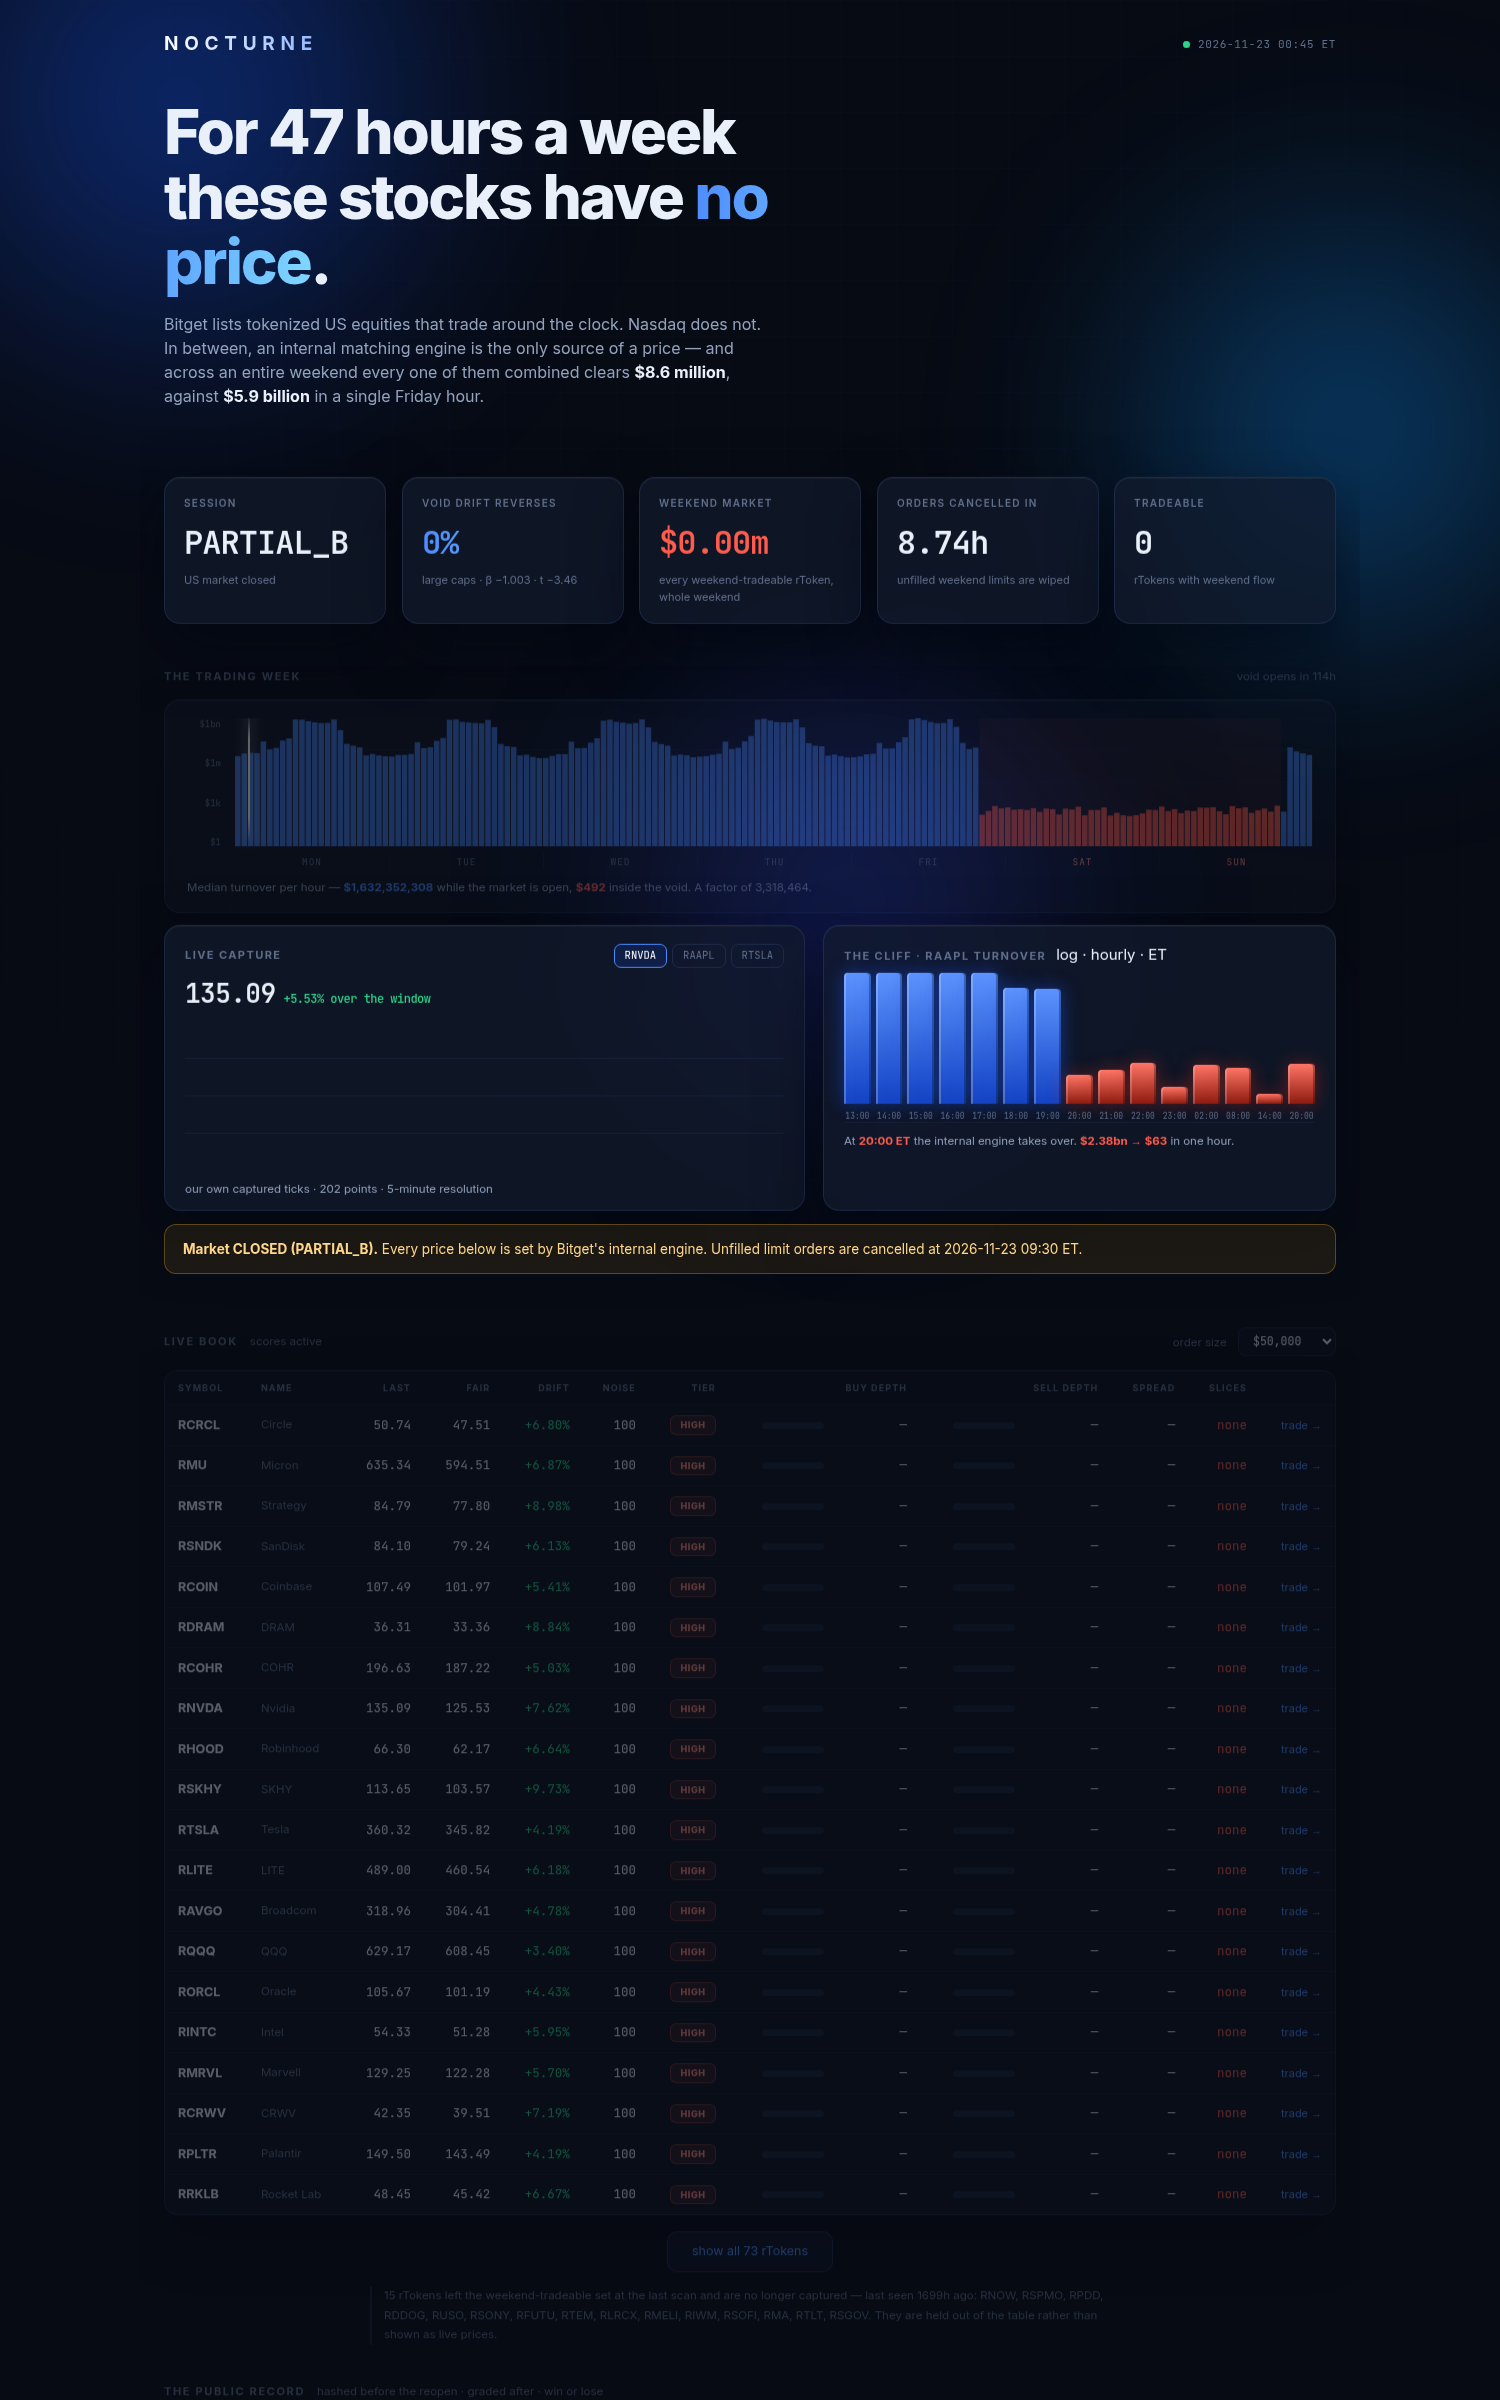 NOCTURNE
2026-11-23 00:45 ET
For 47 hours a week
these stocks have no
price.
Bitget lists tokenized US equities that trade around the clock. Nasdaq does not.
In between, an internal matching engine is the only source of a price — and
across an entire weekend every one of them combined clears $8.6 million,
against $5.9 billion in a single Friday hour.
SESSION
PARTIAL_B
US market closed
VOID DRIFT REVERSES
0%
large caps · β −1.003 · t −3.46
WEEKEND MARKET
$0.00m
every weekend-tradeable rToken,
whole weekend
ORDERS CANCELLED IN
8.74h
unfilled weekend limits are wiped
TRADEABLE
0
rTokens with weekend flow
THE TRADING WEEK
void opens in 114h
$1bn
$1m
$1k
$1
MON TUE WED THU FRI SAT SUN
Median turnover per hour — $1,632,352,308 while the market is open, $492 inside the void. A factor of 3,318,464.
LIVE CAPTURE
RNVDA RAAPL RTSLA
135.09 +5.53% over the window
our own captured ticks · 202 points · 5-minute resolution
THE CLIFF · RAAPL TURNOVER log · hourly · ET
13:00 14:00 15:00 16:00 17:00 18:00 19:00 20:00 21:00 22:00 23:00 02:00 08:00 14:00 20:00
At 20:00 ET the internal engine takes over. $2.38bn → $63 in one hour.
Market CLOSED (PARTIAL_B). Every price below is set by Bitget's internal engine. Unfilled limit orders are cancelled at 2026-11-23 09:30 ET.
LIVE BOOK scores active
order size $50,000
SYMBOL NAME LAST FAIR DRIFT NOISE TIER BUY DEPTH SELL DEPTH SPREAD SLICES
RCRCL Circle 50.74 47.51 +6.80% 100 HIGH — — — none trade →
RMU Micron 635.34 594.51 +6.87% 100 HIGH — — — none trade →
RMSTR Strategy 84.79 77.80 +8.98% 100 HIGH — — — none trade →
RSNDK SanDisk 84.10 79.24 +6.13% 100 HIGH — — — none trade →
RCOIN Coinbase 107.49 101.97 +5.41% 100 HIGH — — — none trade →
RDRAM DRAM 36.31 33.36 +8.84% 100 HIGH — — — none trade →
RCOHR COHR 196.63 187.22 +5.03% 100 HIGH — — — none trade →
RNVDA Nvidia 135.09 125.53 +7.62% 100 HIGH — — — none trade →
RHOOD Robinhood 66.30 62.17 +6.64% 100 HIGH — — — none trade →
RSKHY SKHY 113.65 103.57 +9.73% 100 HIGH — — — none trade →
RTSLA Tesla 360.32 345.82 +4.19% 100 HIGH — — — none trade →
RLITE LITE 489.00 460.54 +6.18% 100 HIGH — — — none trade →
RAVGO Broadcom 318.96 304.41 +4.78% 100 HIGH — — — none trade →
RQQQ QQQ 629.17 608.45 +3.40% 100 HIGH — — — none trade →
RORCL Oracle 105.67 101.19 +4.43% 100 HIGH — — — none trade →
RINTC Intel 54.33 51.28 +5.95% 100 HIGH — — — none trade →
RMRVL Marvell 129.25 122.28 +5.70% 100 HIGH — — — none trade →
RCRWV CRWV 42.35 39.51 +7.19% 100 HIGH — — — none trade →
RPLTR Palantir 149.50 143.49 +4.19% 100 HIGH — — — none trade →
RRKLB Rocket Lab 48.45 45.42 +6.67% 100 HIGH — — — none trade →
show all 73 rTokens
15 rTokens left the weekend-tradeable set at the last scan and are no longer captured — last seen 1699h ago: RNOW, RSPMO, RPDD,
RDDOG, RUSO, RSONY, RFUTU, RTEM, RLRCX, RMELI, RIWM, RSOFI, RMA, RTLT, RSGOV. They are held out of the table rather than
shown as live prices.
THE PUBLIC RECORD hashed before the reopen · graded after · win or lose